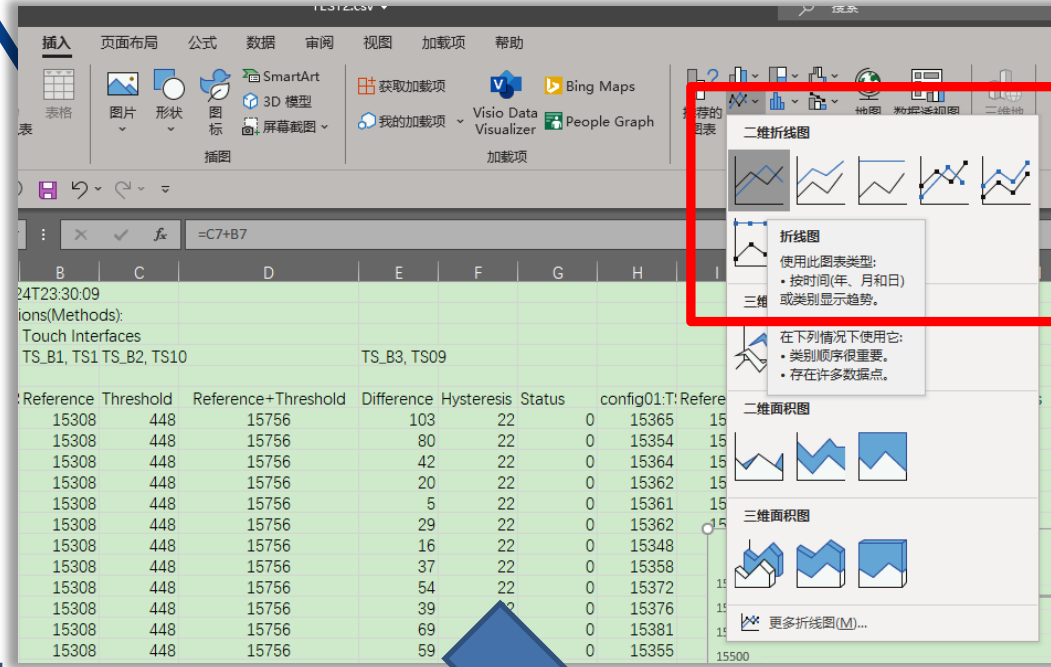 TEST2.csv
搜索
插入 页面布局 公式 数据 审阅 视图 加载项 帮助
表格 图片 形状 图标 SmartArt
3D 模型
屏幕截图
插图
获取加载项
我的加载项
Visio Data Visualizer
Bing Maps
People Graph
加载项
推荐的图表
地图 数据透视图 三维地
=C7+B7
B C D E F G H I
24T23:30:09
ions(Methods):
Touch Interfaces
TS_B1, TS1 TS_B2, TS10 TS_B3, TS09
Reference Threshold Reference+Threshold Difference Hysteresis Status config01:T Refere
15308 448 15756 103 22 0 15365 15
15308 448 15756 80 22 0 15354 15
15308 448 15756 42 22 0 15364 15
15308 448 15756 20 22 0 15362 15
15308 448 15756 5 22 0 15361 15
15308 448 15756 29 22 0 15362 15
15308 448 15756 16 22 0 15348
15308 448 15756 37 22 0 15358
15308 448 15756 54 22 0 15372
15308 448 15756 39 0 15376
15308 448 15756 69 0 15381
15308 448 15756 59 0 15355
15500
二维折线图
折线图
使用此图表类型:
• 按时间(年、月和日)
或类别显示趋势。
在下列情况下使用它:
• 类别顺序很重要。
• 存在许多数据点。
三维
二维面积图
三维面积图
更多折线图(M)...